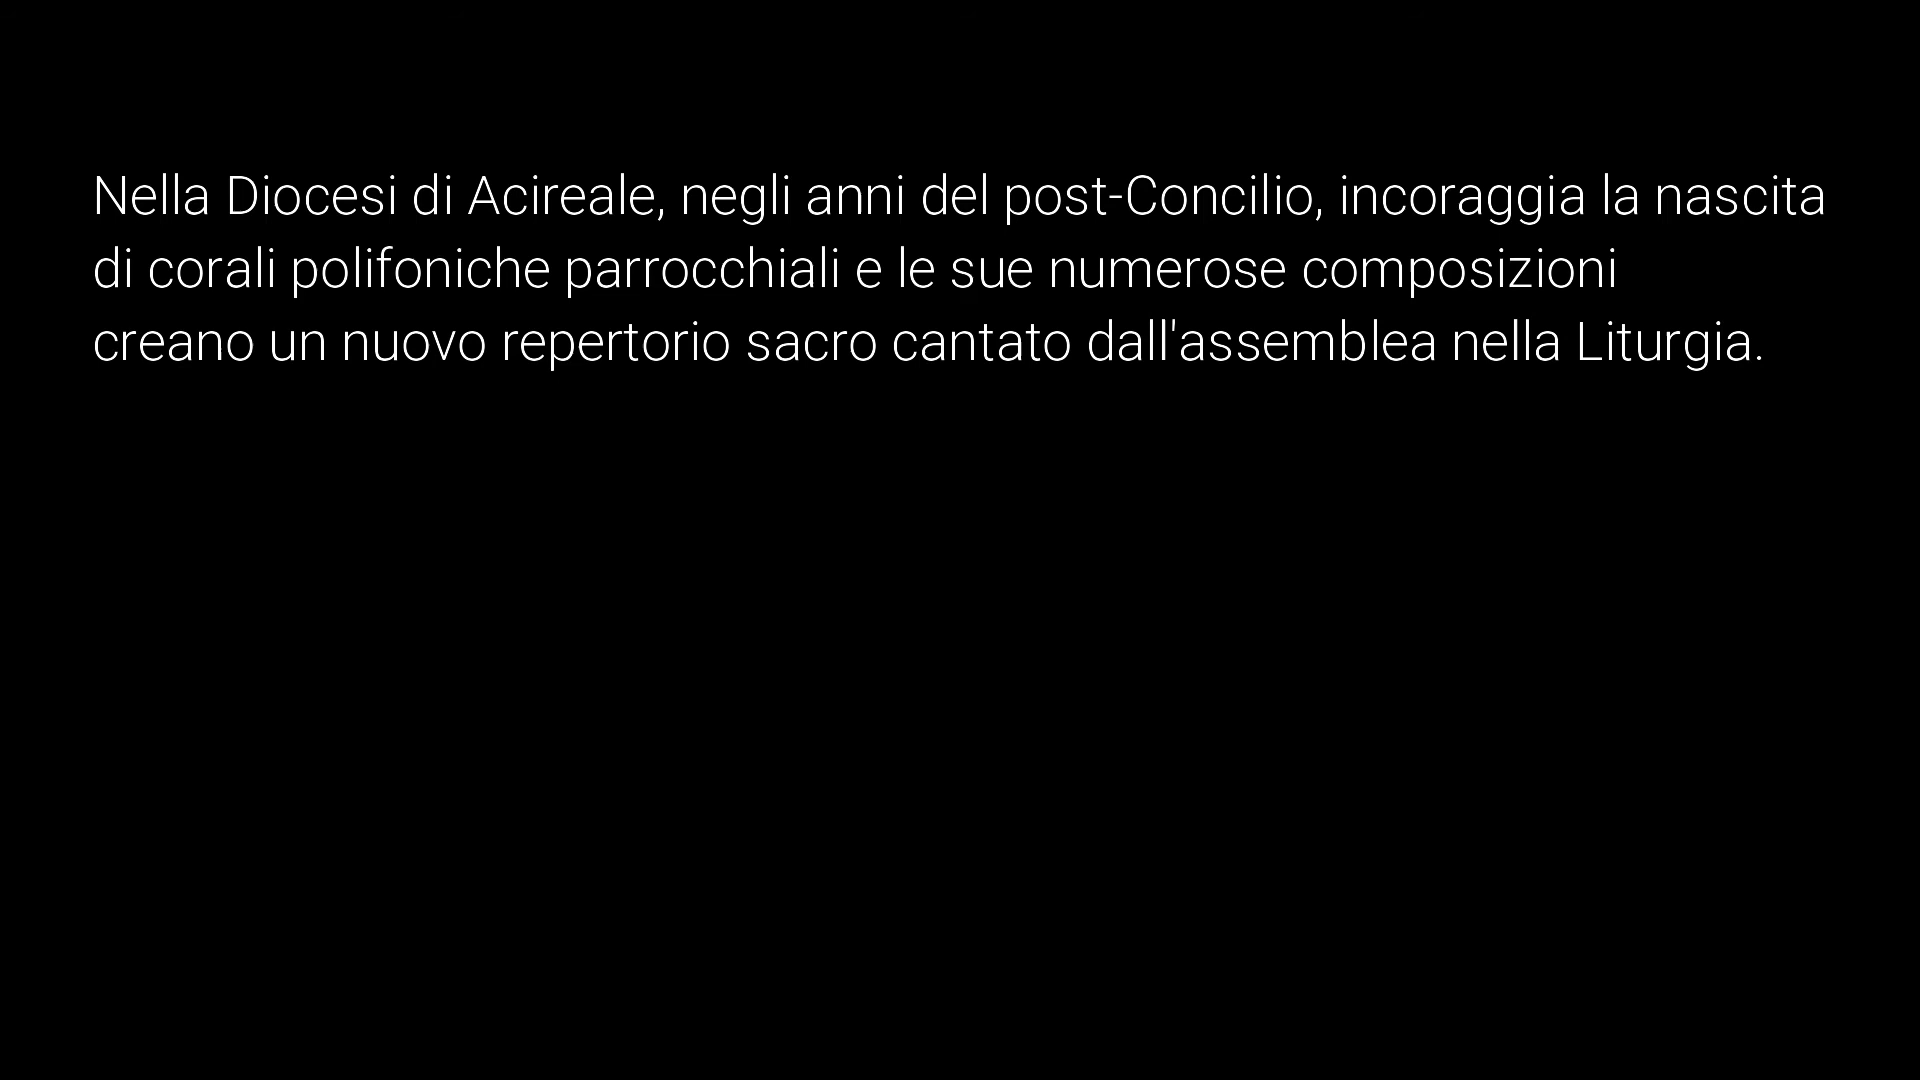 Nella Diocesi di Acireale, negli anni del post-Concilio, incoraggia la nascita
di corali polifoniche parrocchiali e le sue numerose composizioni
creano un nuovo repertorio sacro cantato dall'assemblea nella Liturgia.